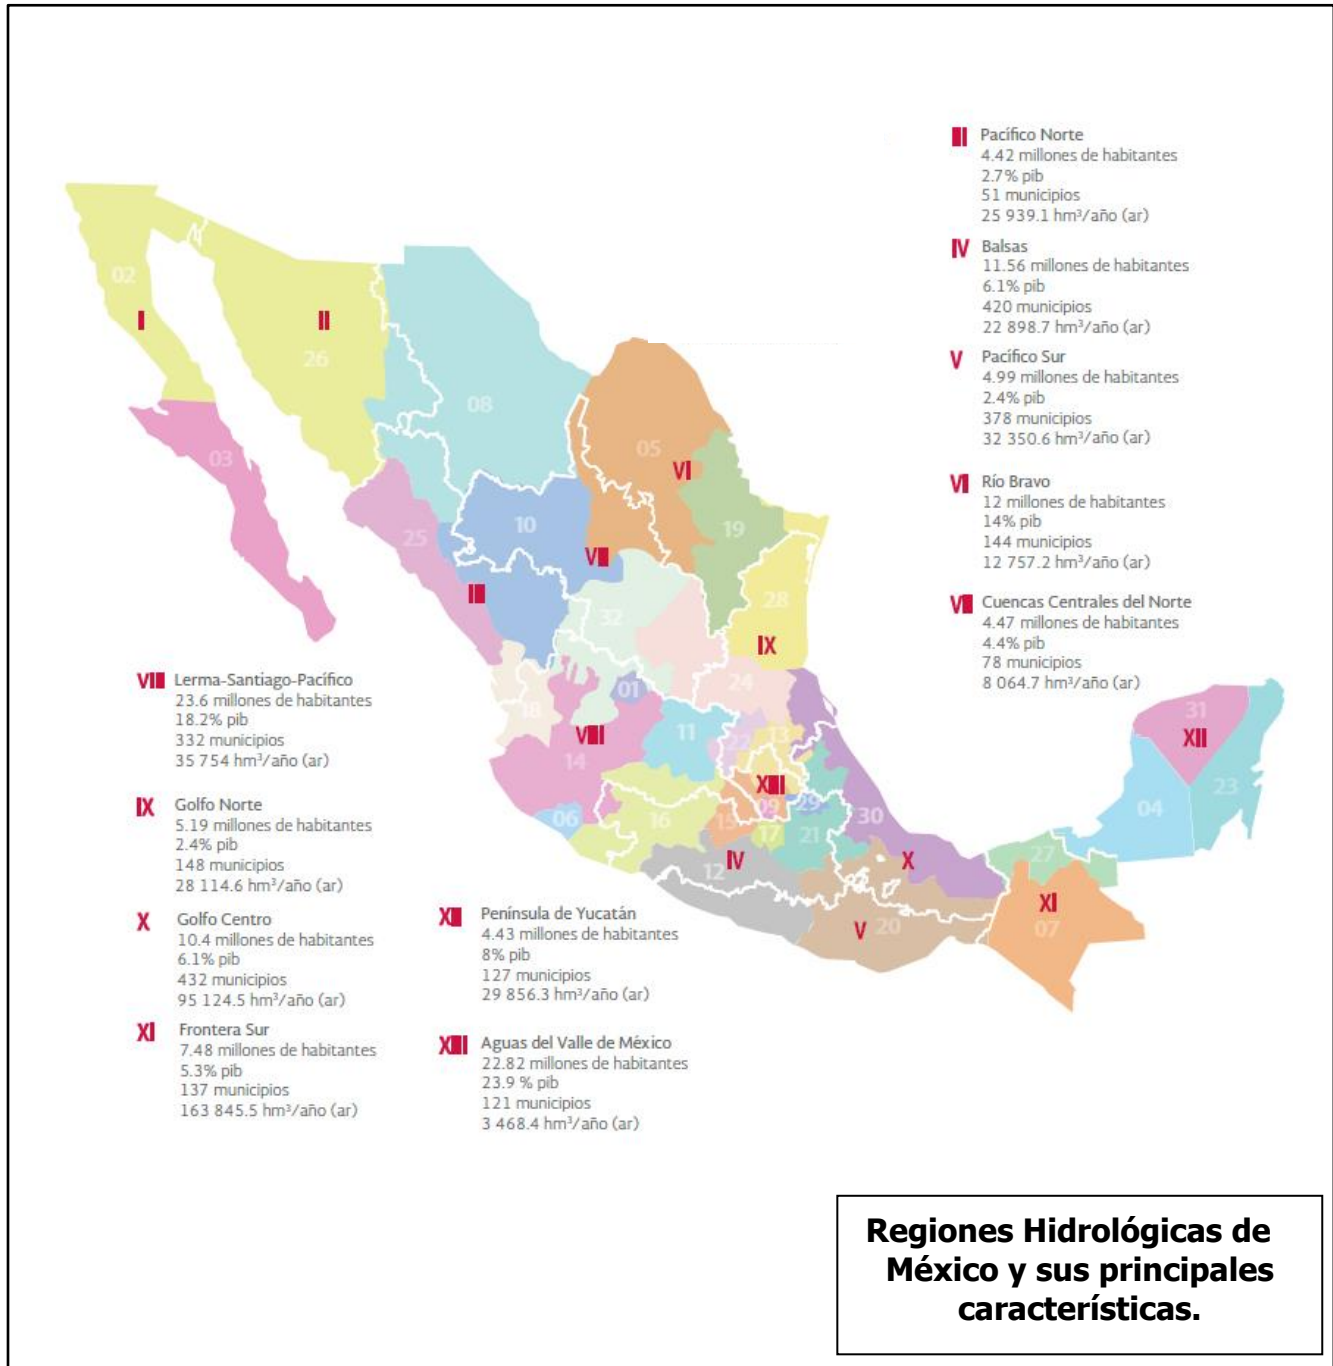 III Pacífico Norte
4.42 millones de habitantes
2.7% pib
51 municipios
25 939.1 hm³/año (ar)
IV Balsas
11.56 millones de habitantes
6.1% pib
420 municipios
22 898.7 hm³/año (ar)
V Pacífico Sur
4.99 millones de habitantes
2.4% pib
378 municipios
32 350.6 hm³/año (ar)
VI Río Bravo
12 millones de habitantes
14% pib
144 municipios
12 757.2 hm³/año (ar)
VII Cuencas Centrales del Norte
4.47 millones de habitantes
4.4% pib
78 municipios
8 064.7 hm³/año (ar)
02
I
II
26
08
03
05
VI
19
25
10
VII
III
32
28
IX
24
01
18
VIII
14
11
22
13
XIII
09
29
06
16
15
17
21
30
12
IV
X
V
20
31
XII
04
23
27
XI
07
VIII Lerma-Santiago-Pacífico
23.6 millones de habitantes
18.2% pib
332 municipios
35 754 hm³/año (ar)
IX Golfo Norte
5.19 millones de habitantes
2.4% pib
148 municipios
28 114.6 hm³/año (ar)
X Golfo Centro
10.4 millones de habitantes
6.1% pib
432 municipios
95 124.5 hm³/año (ar)
XI Frontera Sur
7.48 millones de habitantes
5.3% pib
137 municipios
163 845.5 hm³/año (ar)
XII Península de Yucatán
4.43 millones de habitantes
8% pib
127 municipios
29 856.3 hm³/año (ar)
XIII Aguas del Valle de México
22.82 millones de habitantes
23.9 % pib
121 municipios
3 468.4 hm³/año (ar)
Regiones Hidrológicas de
México y sus principales
características.